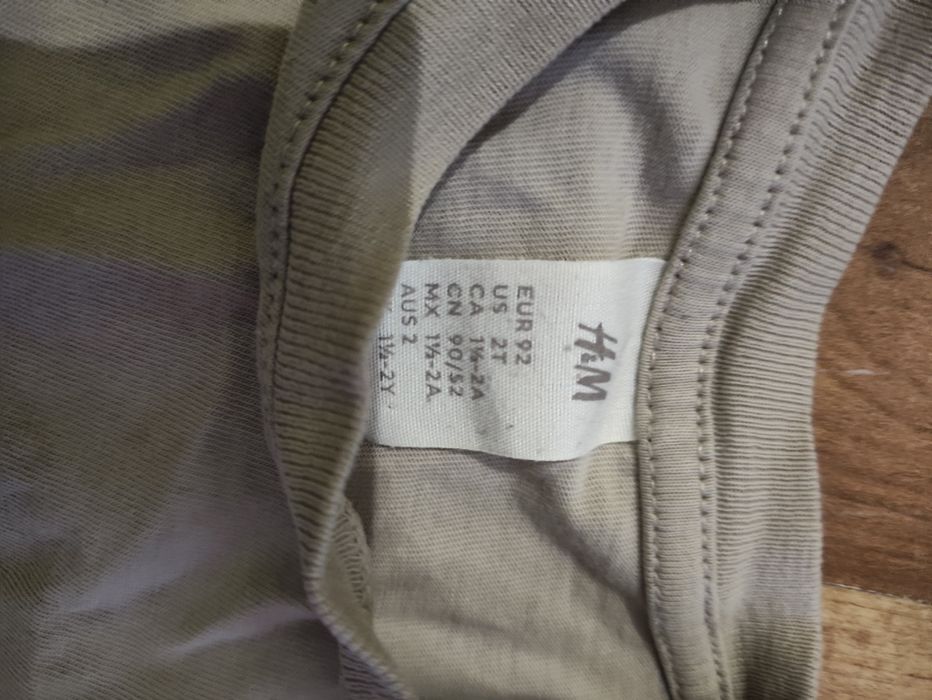 H&M
EUR 92
US 2T
CA 1½-2A
CN 90/52
MX 1½-2A
AUS 2
1½-2Y